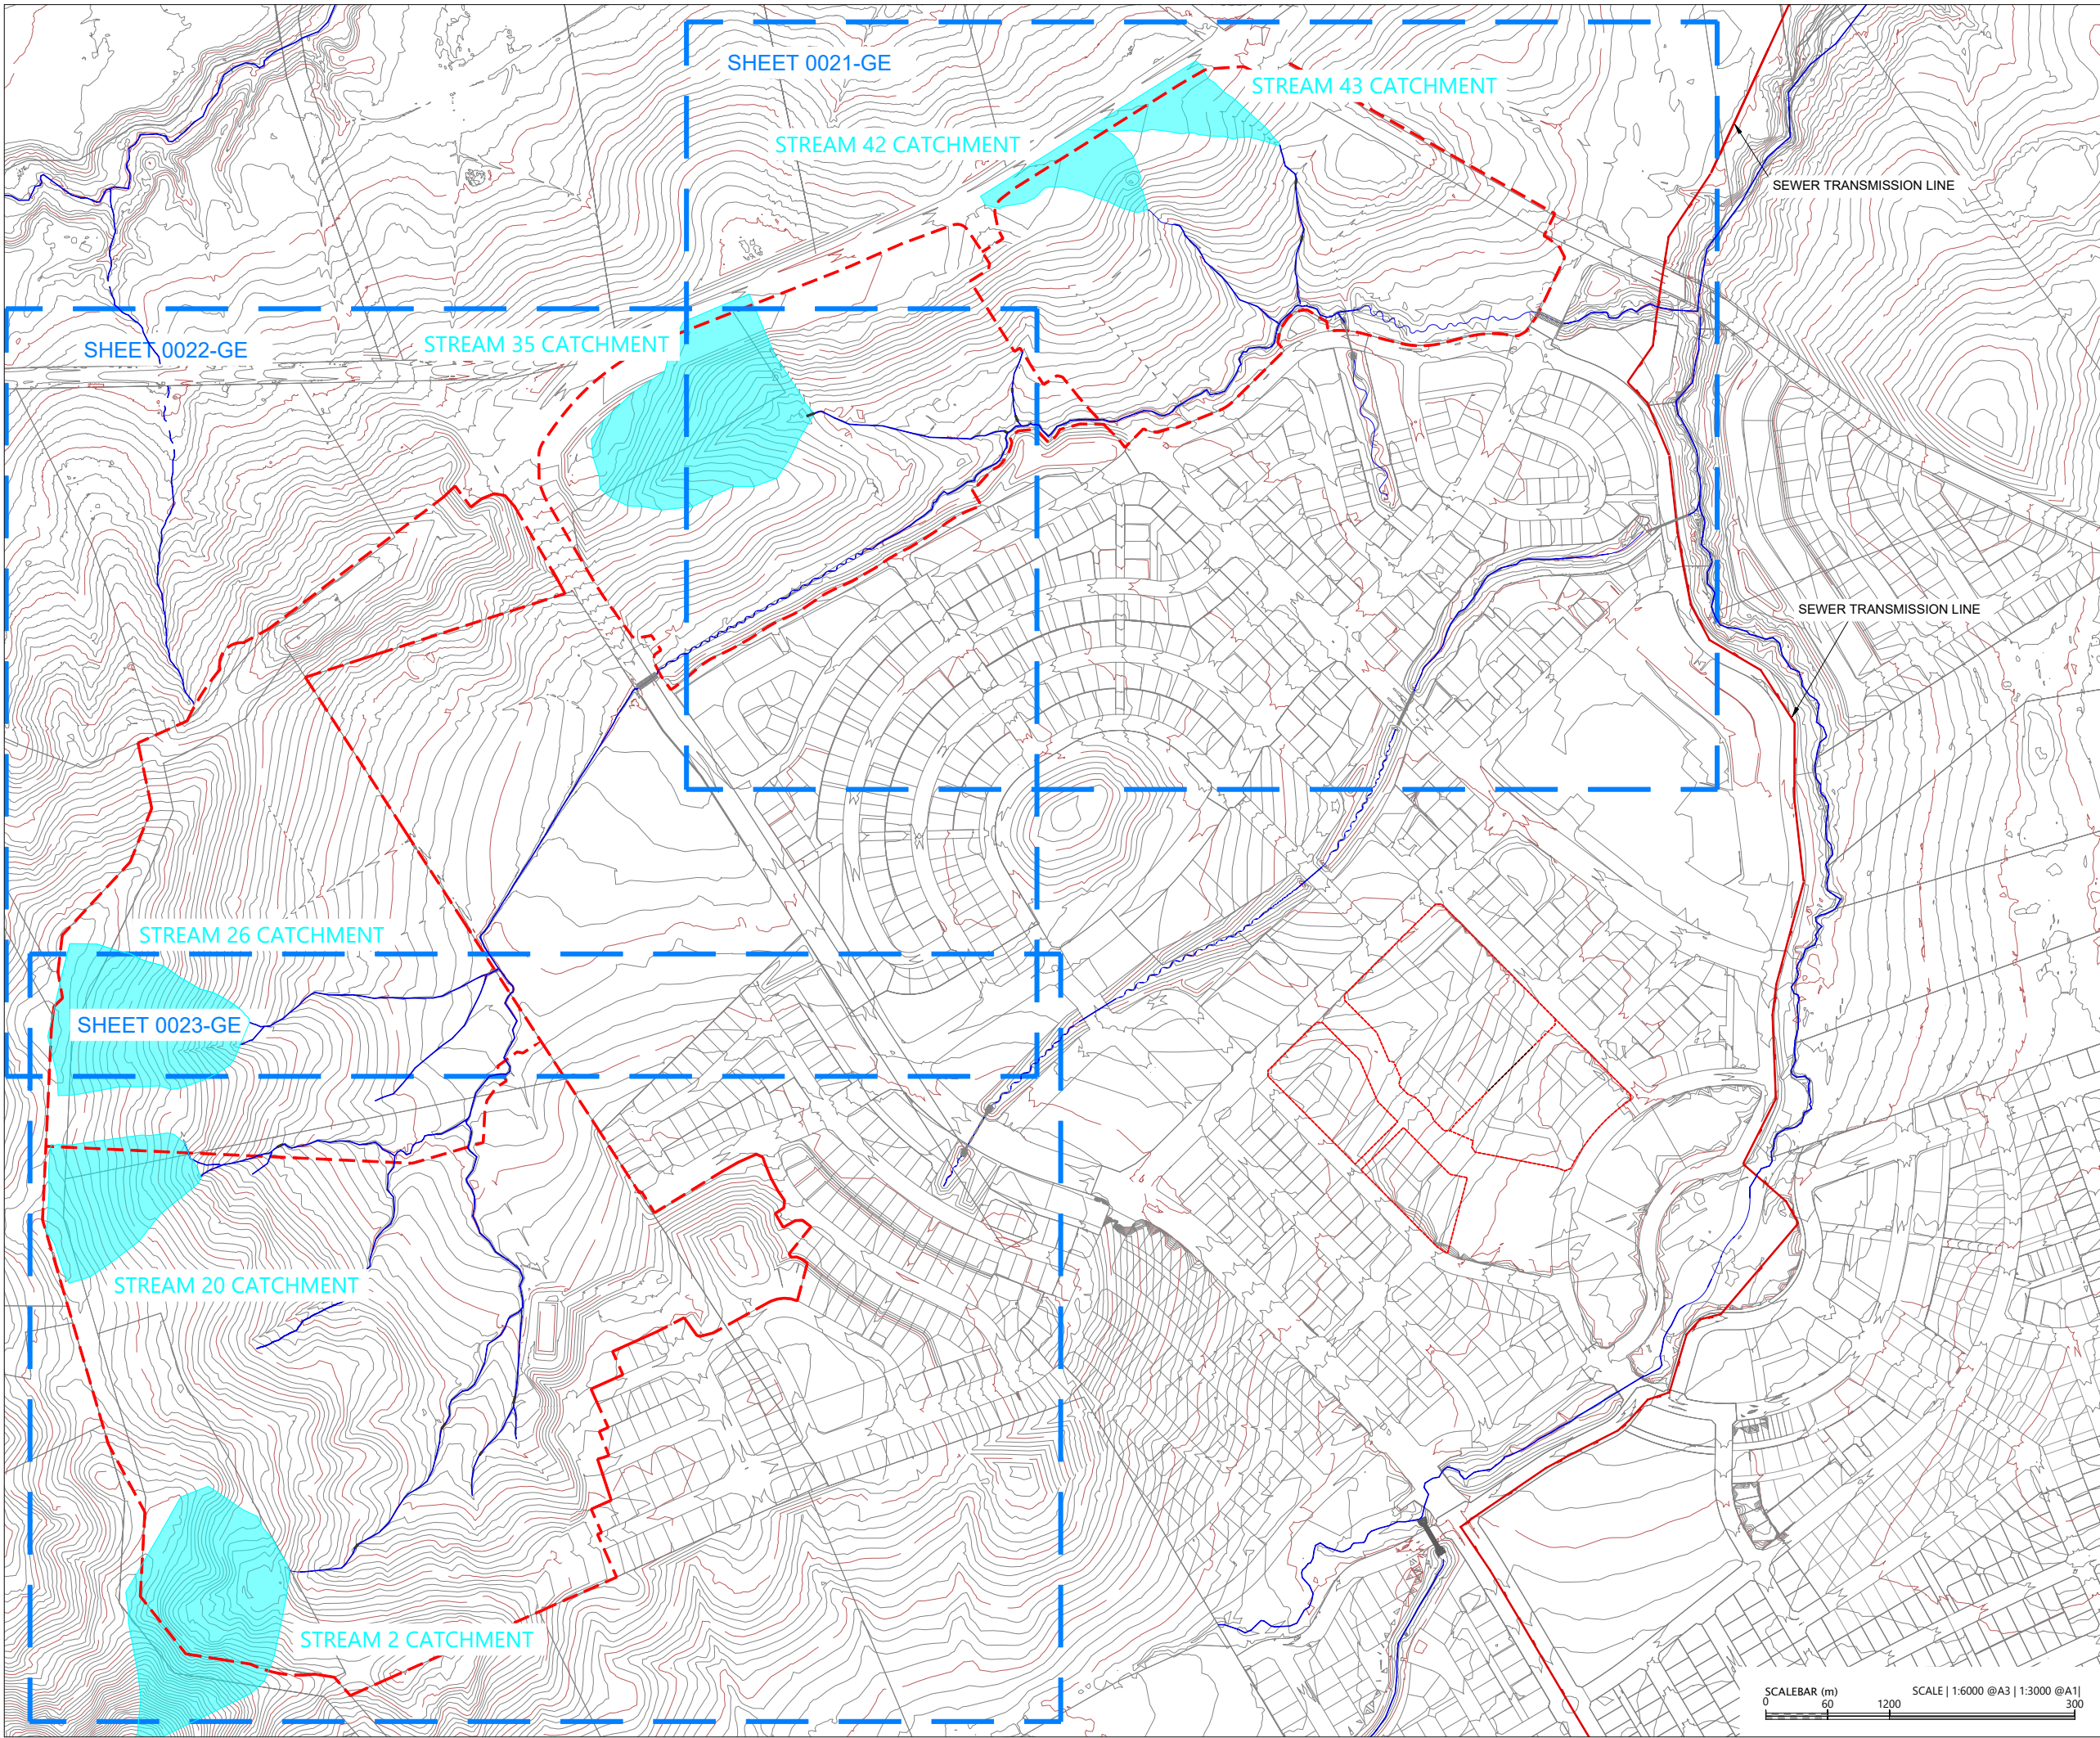 SHEET 0021-GE
STREAM 43 CATCHMENT
STREAM 42 CATCHMENT
SEWER TRANSMISSION LINE
STREAM 35 CATCHMENT
SHEET 0022-GE
SEWER TRANSMISSION LINE
STREAM 26 CATCHMENT
SHEET 0023-GE
STREAM 20 CATCHMENT
STREAM 2 CATCHMENT
SCALEBAR (m)
SCALE | 1:6000 @A3 | 1:3000 @A1|
0 60 1200 300